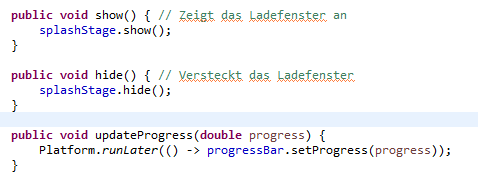 public void show() { // Zeigt das Ladefenster an
splashStage.show();
}
public void hide() { // Versteckt das Ladefenster
splashStage.hide();
}
public void updateProgress(double progress) {
Platform.runLater(() -> progressBar.setProgress(progress));
}